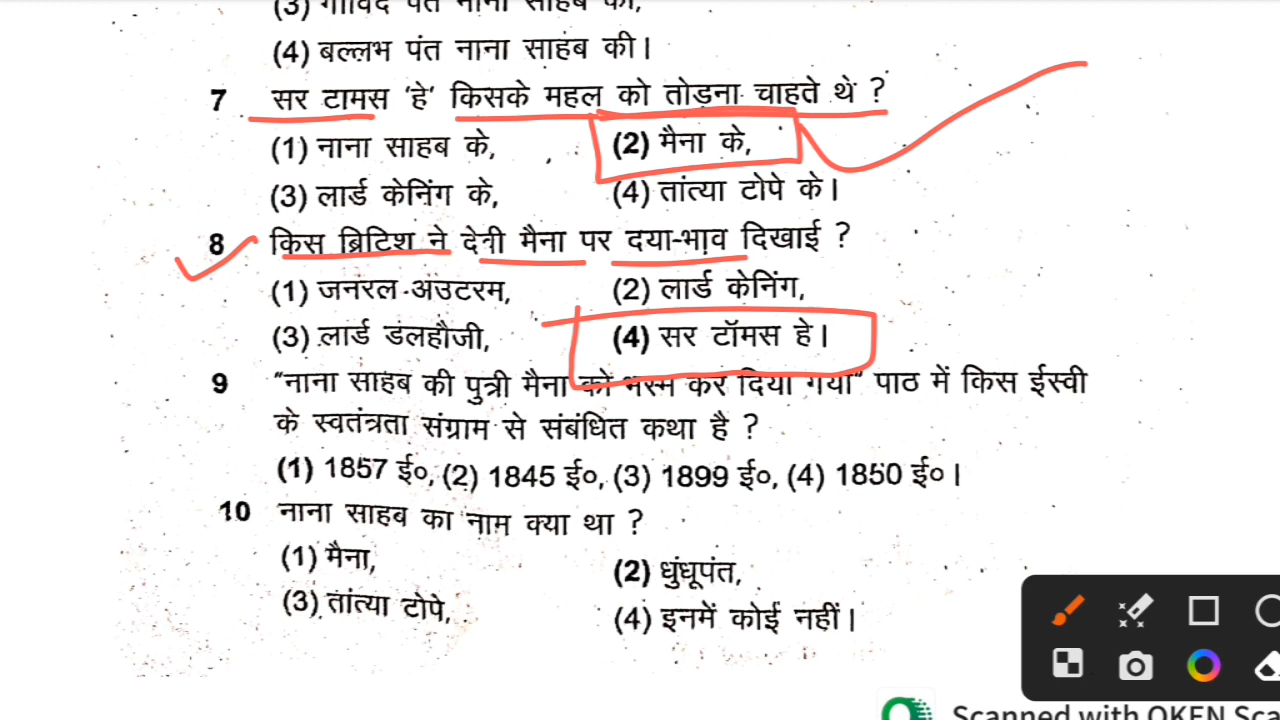 (3) गोविंद पंत नाना साहब की,
(4) बल्लभ पंत नाना साहब की।
7 सर टामस 'हे' किसके महल को तोड़ना चाहते थे ?
(1) नाना साहब के, (2) मैना के,
(3) लार्ड केनिंग के, (4) तांत्या टोपे के।
8 किस ब्रिटिश ने देवी मैना पर दया-भाव दिखाई ?
(1) जनरल अउटरम, (2) लार्ड केनिंग,
(3) लार्ड डलहौजी, (4) सर टॉमस हे।
9 "नाना साहब की पुत्री मैना को भस्म कर दिया गया" पाठ में किस ईस्वी
के स्वतंत्रता संग्राम से संबंधित कथा है ?
(1) 1857 ई०, (2) 1845 ई०, (3) 1899 ई०, (4) 1850 ई०।
10 नाना साहब का नाम क्या था ?
(1) मैना, (2) धुंधूपंत,
(3) तांत्या टोपे, (4) इनमें कोई नहीं।
Scanned with OKEN Sca